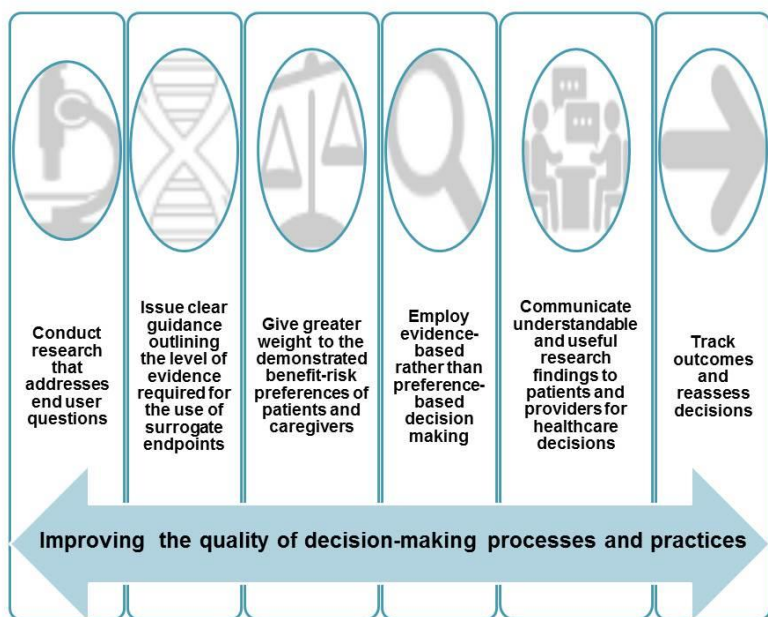 Conduct
research
that
addresses
end user
questions
Issue clear
guidance
outlining
the level of
evidence
required for
the use of
surrogate
endpoints
Give greater
weight to the
demonstrated
benefit-risk
preferences of
patients and
caregivers
Employ
evidence-
based
rather than
preference-
based
decision
making
Communicate
understandable
and useful
research
findings to
patients and
providers for
healthcare
decisions
Track
outcomes
and
reassess
decisions
Improving the quality of decision-making processes and practices